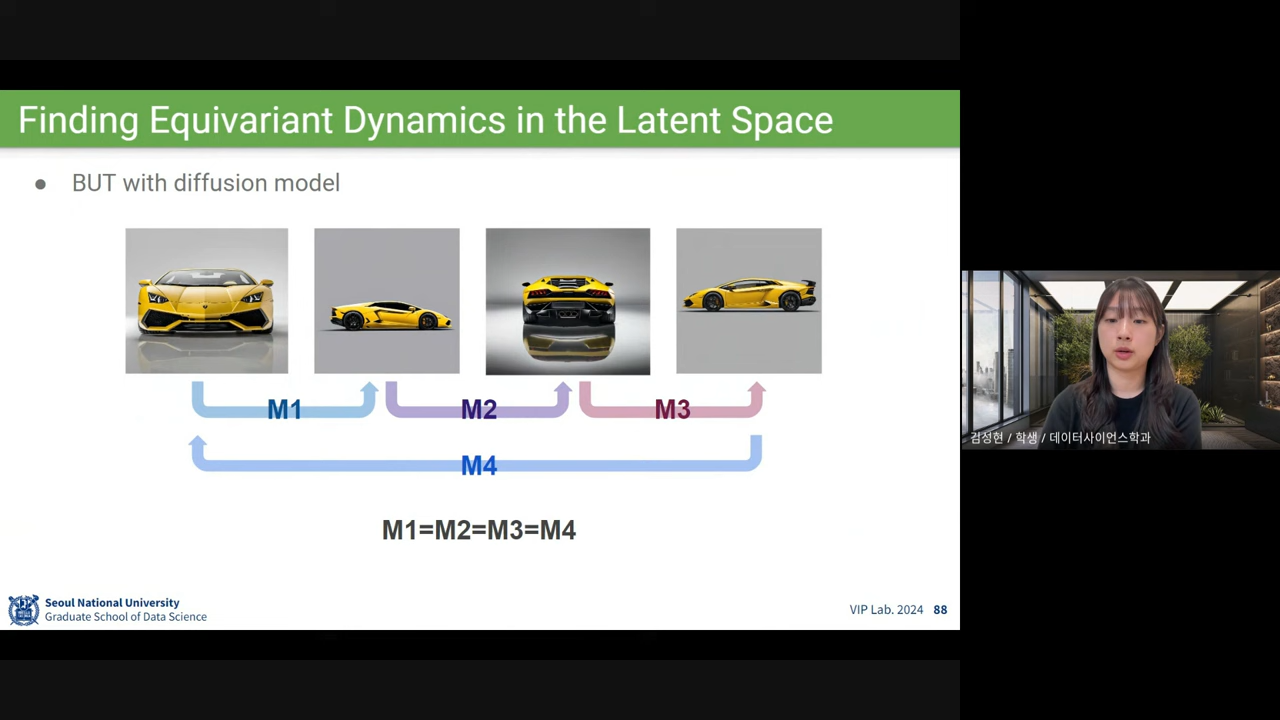 Finding Equivariant Dynamics in the Latent Space
● BUT with diffusion model
M1
M2
M3
M4
M1=M2=M3=M4
Seoul National University
Graduate School of Data Science
VIP Lab. 2024 88
김성현 / 학생 / 데이터사이언스학과